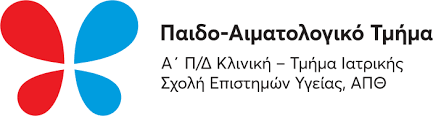 Παιδο-Αιματολογικό Τμήμα
Α΄ Π/Δ Κλινική – Τμήμα Ιατρικής
Σχολή Επιστημών Υγείας, ΑΠΘ